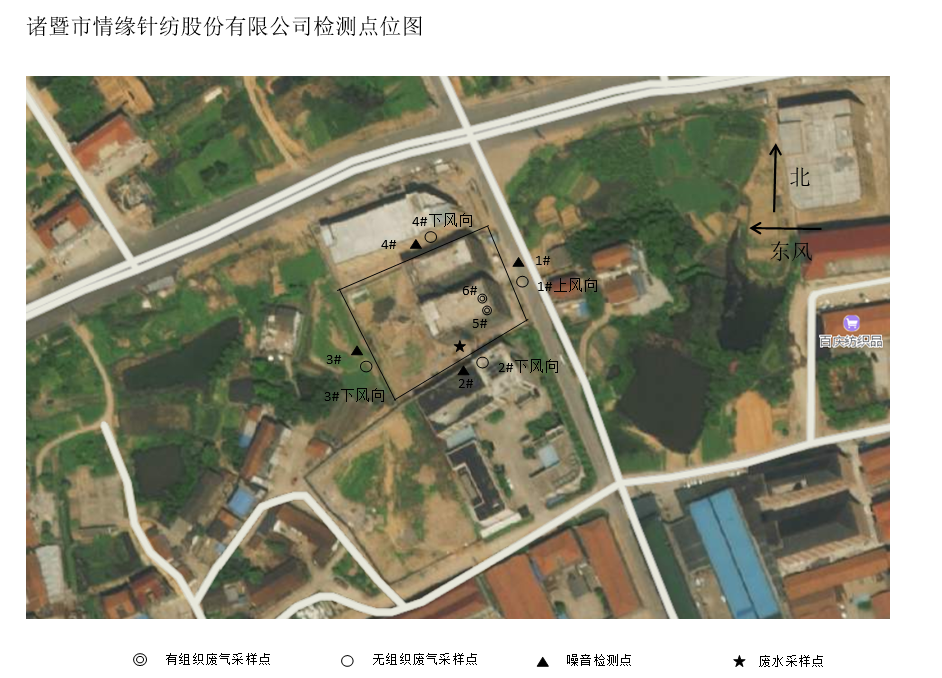 诸暨市情缘针纺股份有限公司检测点位图
北
4#下风向
4#
东风
1#
1#上风向
6#
5#
百庆纺织品
3#
2#下风向
2#
3#下风向
有组织废气采样点
无组织废气采样点
噪音检测点
废水采样点